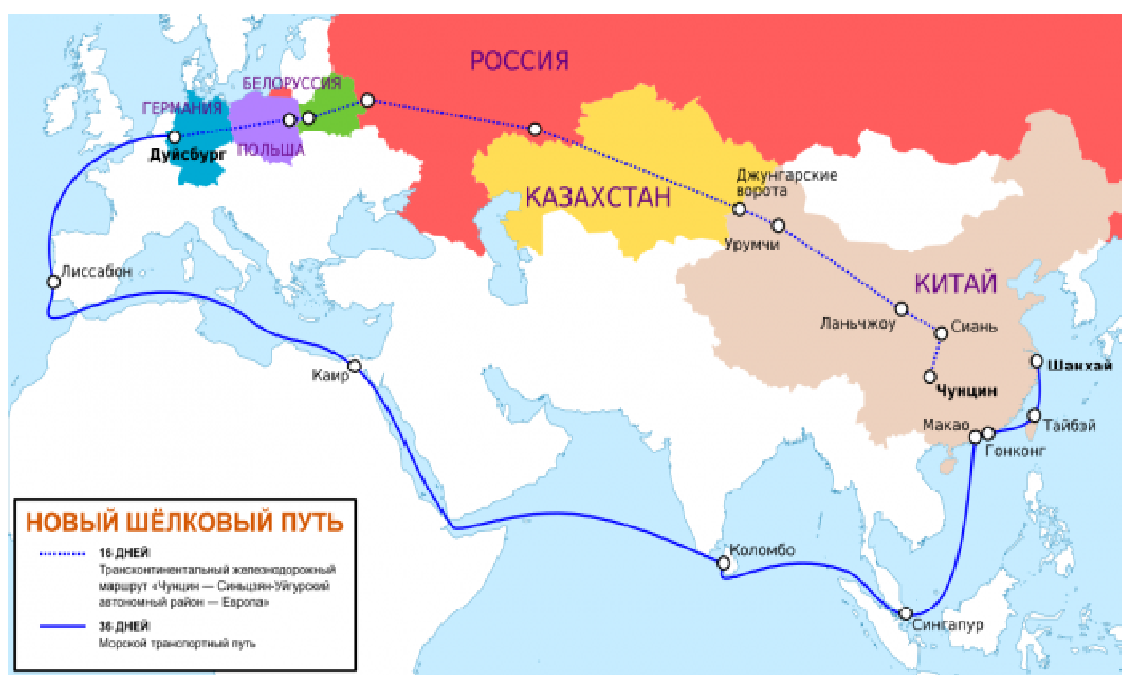 РОССИЯ
БЕЛОРУССИЯ
ГЕРМАНИЯ
ПОЛЬША
Дуйсбург
КАЗАХСТАН
Джунгарские
ворота
Урумчи
КИТАЙ
Лиссабон
Ланьчжоу
Сиань
Каир
Шанхай
Чунцин
Макао
Тайбэй
Гонконг
Коломбо
Сингапур
НОВЫЙ ШЁЛКОВЫЙ ПУТЬ
16 ДНЕЙ
Трансконтинентальный железнодорожный
маршрут «Чунцин — Синьцзян-Уйгурский
автономный район — Европа»
36 ДНЕЙ
Морской транспортный путь